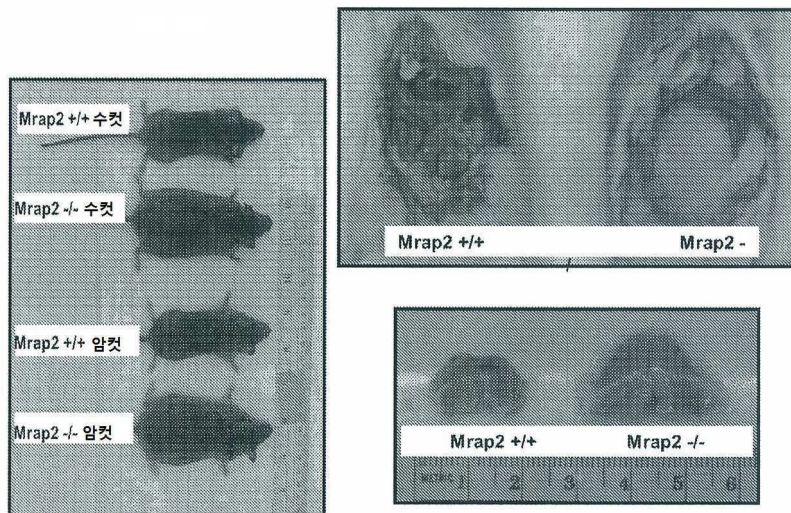 Mrap2 +/+ 수컷
Mrap2 -/- 수컷
Mrap2 +/+ 암컷
Mrap2 -/- 암컷
Mrap2 +/+
Mrap2 -
Mrap2 +/+
Mrap2 -/-
METRIC 1 2 3 4 5 6